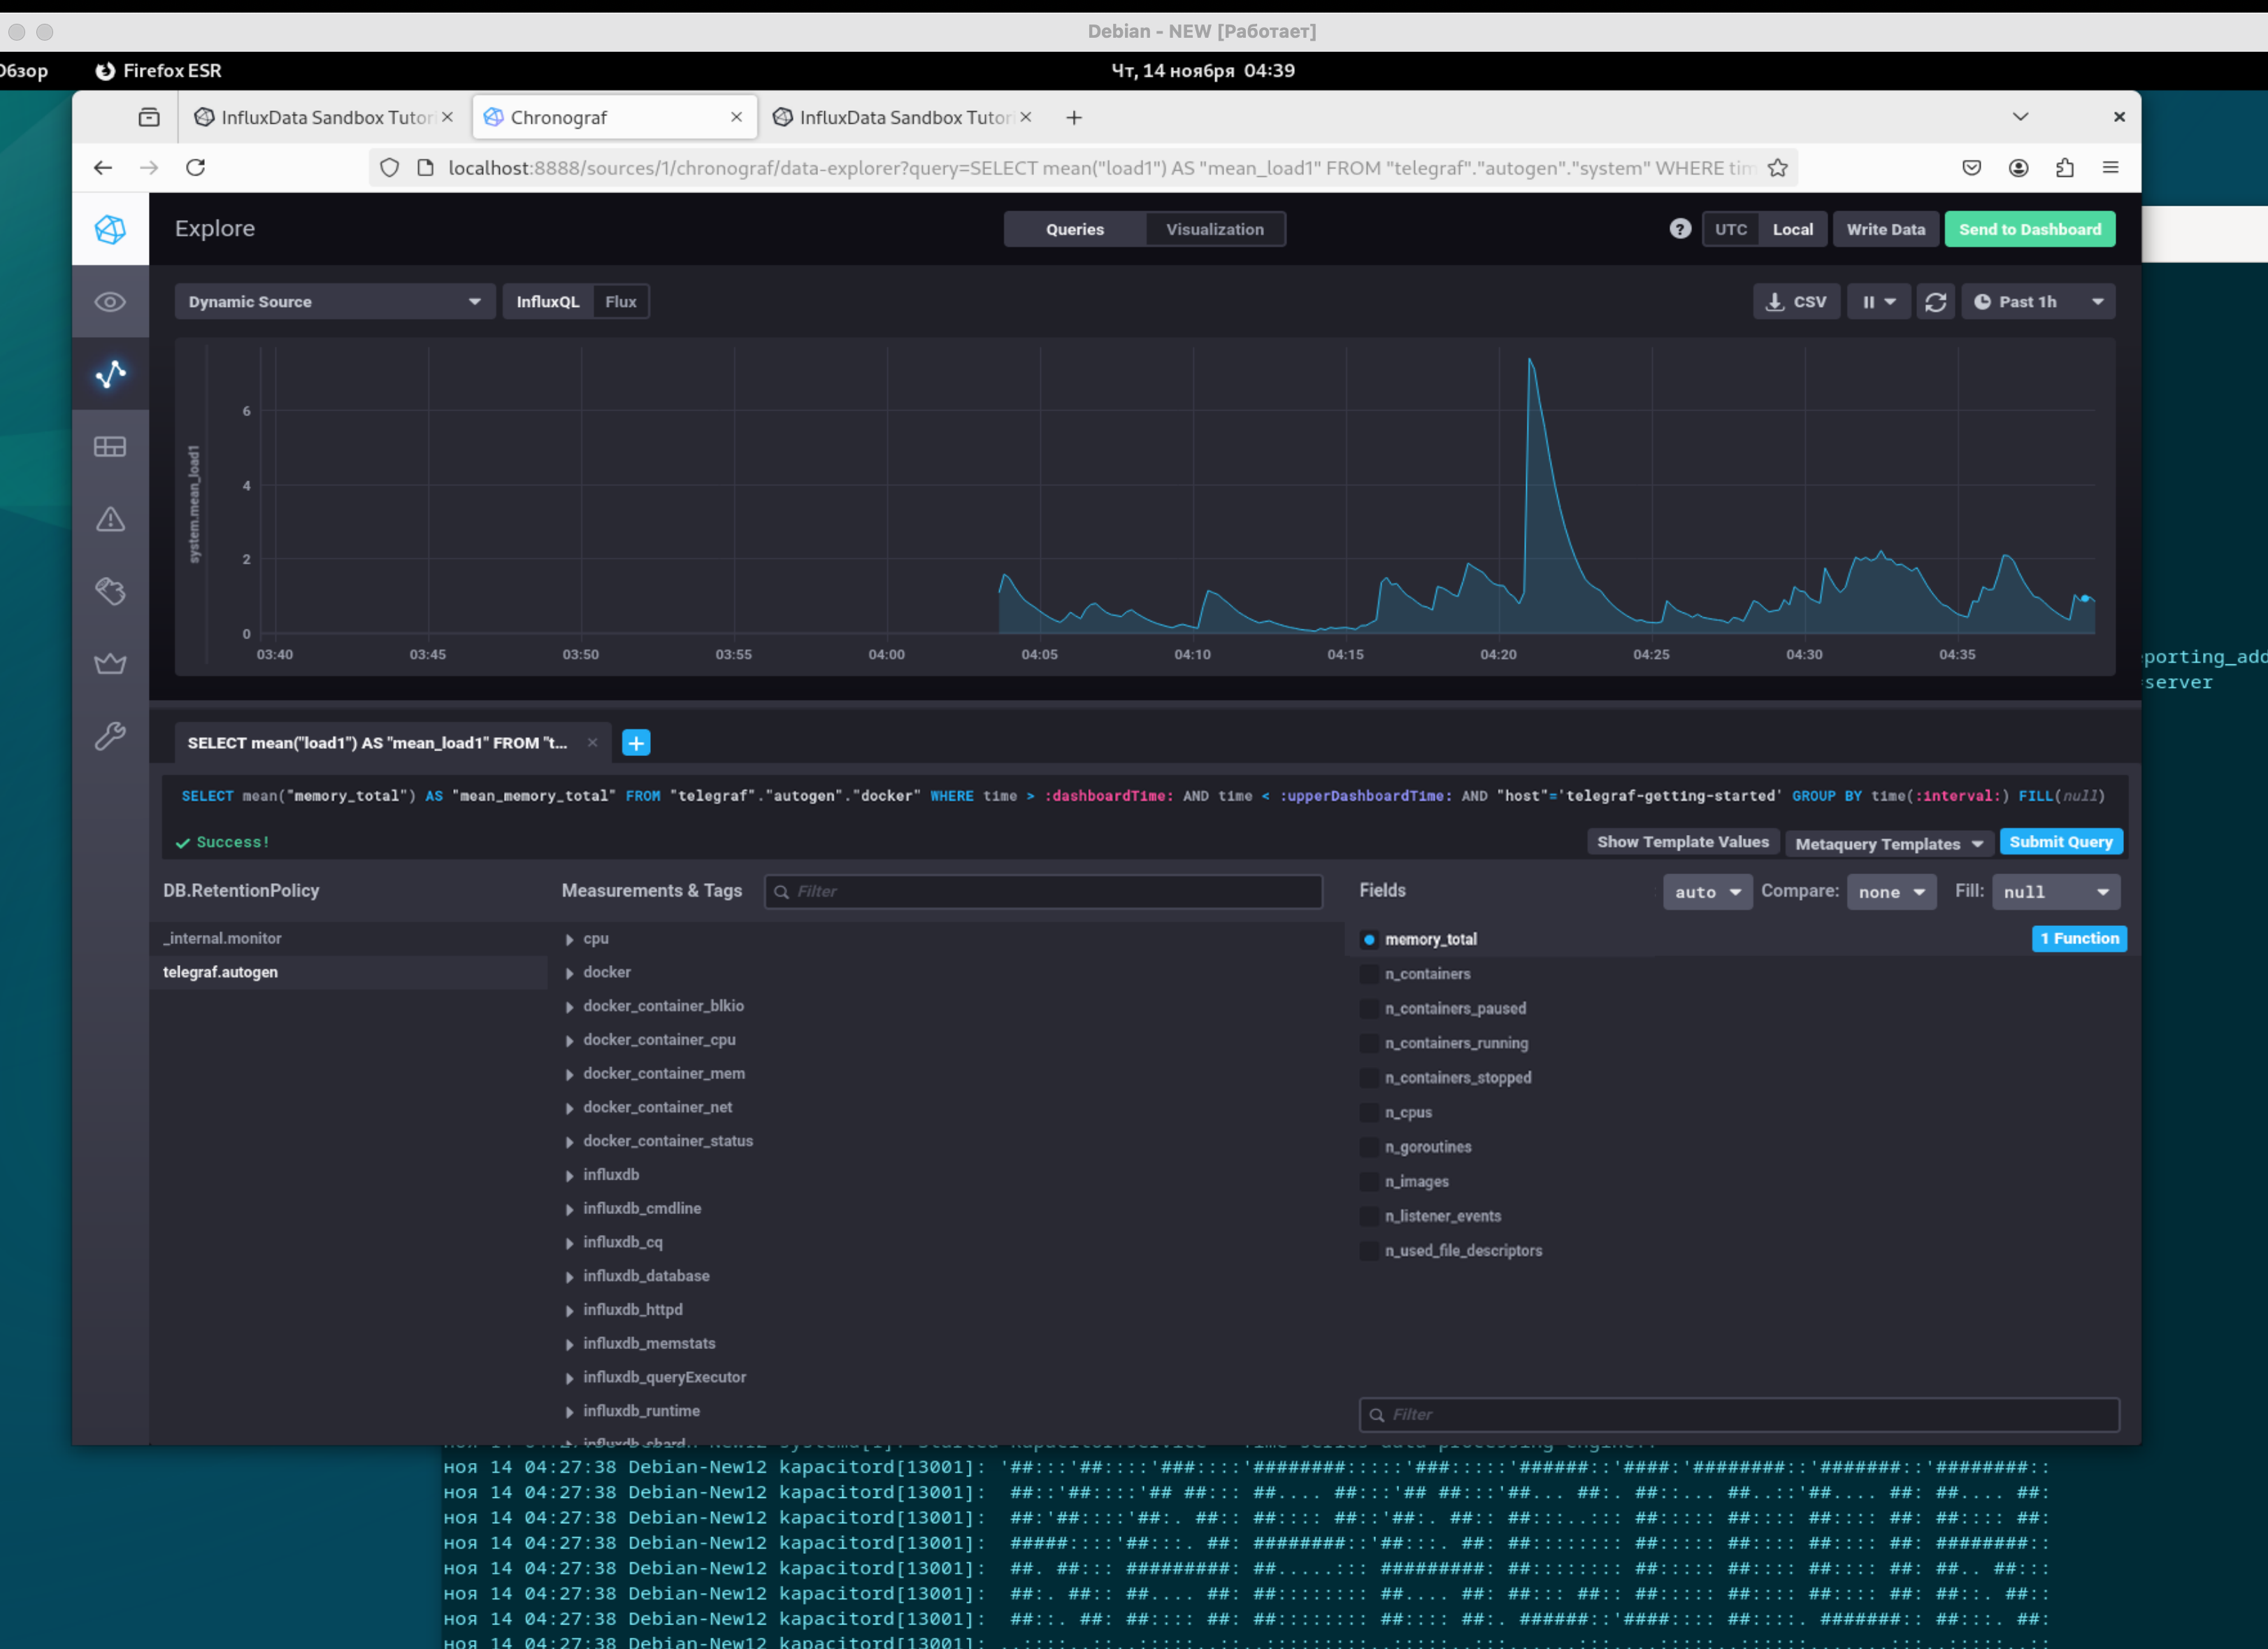 Debian - NEW [Работает]
Обзор Firefox ESR Чт, 14 ноября 04:39
InfluxData Sandbox Tutori Chronograf InfluxData Sandbox Tutori
localhost:8888/sources/1/chronograf/data-explorer?query=SELECT mean("load1") AS "mean_load1" FROM "telegraf"."autogen"."system" WHERE tim
Explore Queries Visualization ? UTC Local Write Data Send to Dashboard
Dynamic Source InfluxQL Flux CSV Past 1h
system.mean_load1
6
4
2
0
03:40 03:45 03:50 03:55 04:00 04:05 04:10 04:15 04:20 04:25 04:30 04:35
porting_add
server
SELECT mean("load1") AS "mean_load1" FROM "t...
SELECT mean("memory_total") AS "mean_memory_total" FROM "telegraf"."autogen"."docker" WHERE time > :dashboardTime: AND time < :upperDashboardTime: AND "host"='telegraf-getting-started' GROUP BY time(:interval:) FILL(null)
Success! Show Template Values Metaquery Templates Submit Query
DB.RetentionPolicy Measurements & Tags Filter Fields auto Compare: none Fill: null
_internal.monitor
telegraf.autogen
cpu
docker
docker_container_blkio
docker_container_cpu
docker_container_mem
docker_container_net
docker_container_status
influxdb
influxdb_cmdline
influxdb_cq
influxdb_database
influxdb_httpd
influxdb_memstats
influxdb_queryExecutor
influxdb_runtime
influxdb_shard
memory_total 1 Function
n_containers
n_containers_paused
n_containers_running
n_containers_stopped
n_cpus
n_goroutines
n_images
n_listener_events
n_used_file_descriptors
Filter
ноя 14 04:27:38 Debian-New12 kapacitord[13001]: '##:::'##::::'###::::'########:::::'###:::::'######::'####:'########::'#######::'########::
ноя 14 04:27:38 Debian-New12 kapacitord[13001]: ##::'##::::'## ##::: ##.... ##:::'## ##:::'##... ##:. ##::... ##..::'##.... ##: ##.... ##:
ноя 14 04:27:38 Debian-New12 kapacitord[13001]: ##:'##::::'##:. ##:: ##:::: ##::'##:. ##:: ##:::..::: ##::::: ##:::: ##:::: ##: ##:::: ##:
ноя 14 04:27:38 Debian-New12 kapacitord[13001]: #####::::'##:::. ##: ########::'##:::. ##: ##:::::::: ##::::: ##:::: ##:::: ##: ########::
ноя 14 04:27:38 Debian-New12 kapacitord[13001]: ##. ##::: #########: ##.....::: #########: ##:::::::: ##::::: ##:::: ##:::: ##: ##.. ##:::
ноя 14 04:27:38 Debian-New12 kapacitord[13001]: ##:. ##:: ##.... ##: ##:::::::: ##.... ##: ##::: ##:: ##::::: ##:::: ##:::: ##: ##::. ##::
ноя 14 04:27:38 Debian-New12 kapacitord[13001]: ##::. ##: ##:::: ##: ##:::::::: ##:::: ##:. ######::'####:::: ##::::. #######:: ##:::. ##:
ноя 14 04:27:38 Debian-New12 kapacitord[13001]: